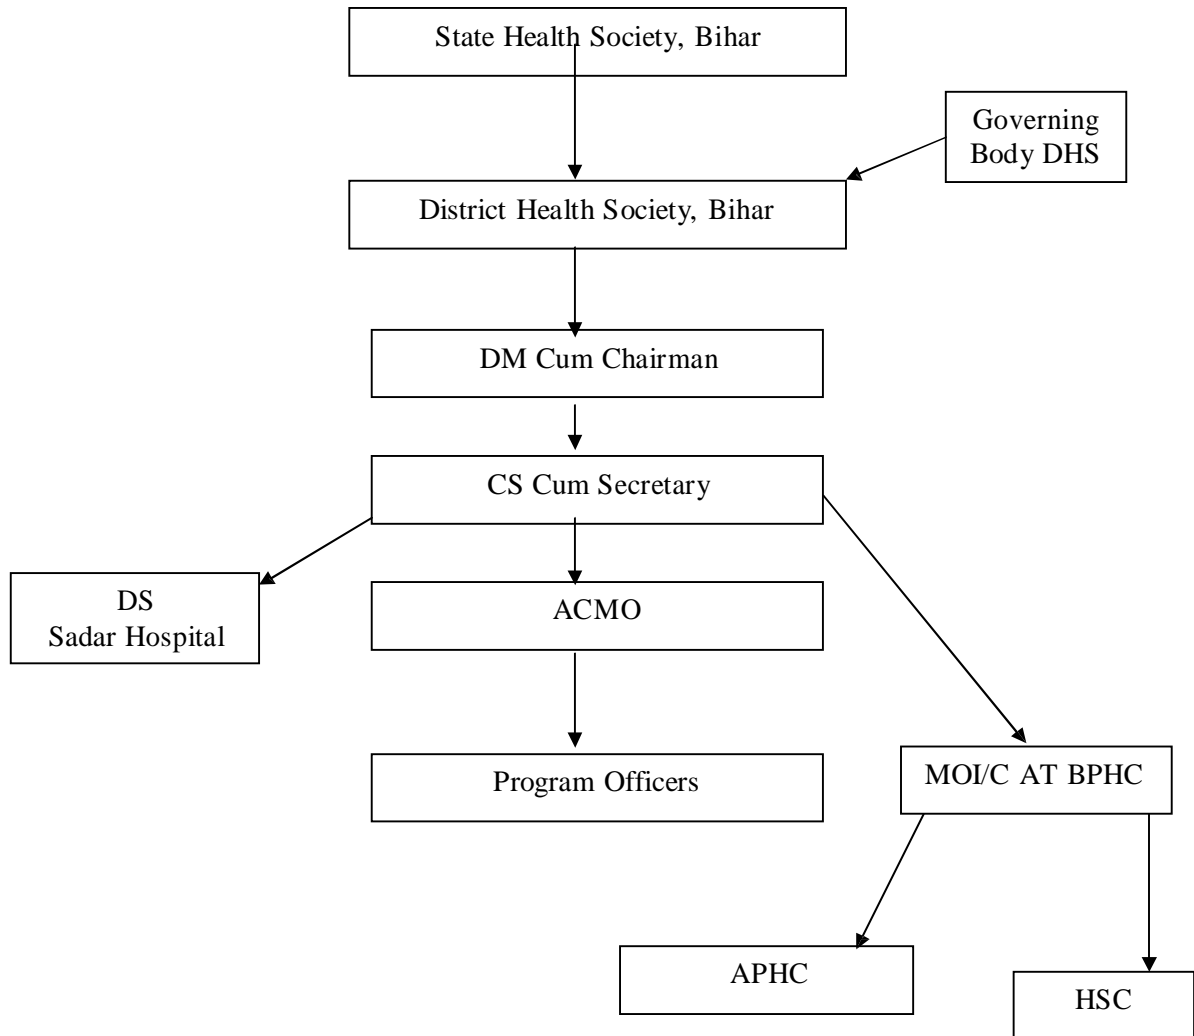 State Health Society, Bihar
Governing
Body DHS
District Health Society, Bihar
DM Cum Chairman
CS Cum Secretary
DS
Sadar Hospital
ACMO
Program Officers
MOI/C AT BPHC
APHC
HSC